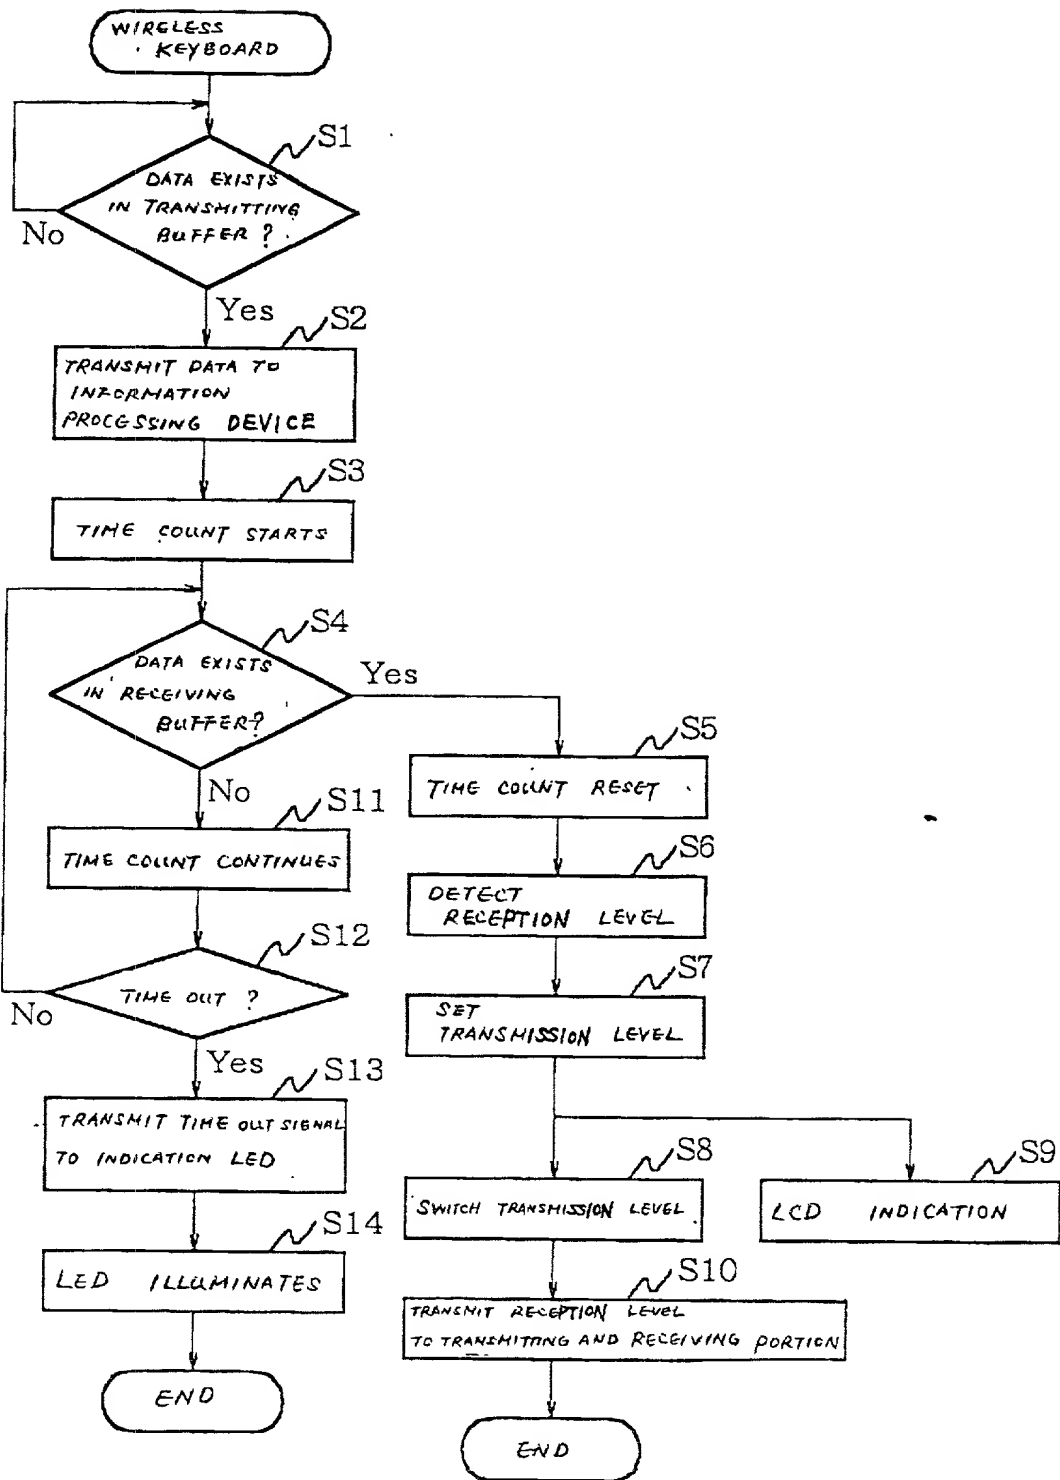 WIRELESS
KEYBOARD
S1
DATA EXISTS
IN TRANSMITTING
BUFFER?
No
Yes
S2
TRANSMIT DATA TO
INFORMATION
PROCESSING DEVICE
S3
TIME COUNT STARTS
S4
DATA EXISTS
IN RECEIVING
BUFFER?
Yes
No
S5
TIME COUNT RESET
S11
TIME COUNT CONTINUES
S6
DETECT
RECEPTION LEVEL
S12
TIME OUT ?
No
Yes
S7
SET
TRANSMISSION LEVEL
S13
TRANSMIT TIME OUT SIGNAL
TO INDICATION LED
S8
SWITCH TRANSMISSION LEVEL
S9
LCD INDICATION
S14
LED ILLUMINATES
S10
TRANSMIT RECEPTION LEVEL
TO TRANSMITTING AND RECEIVING PORTION
END
END